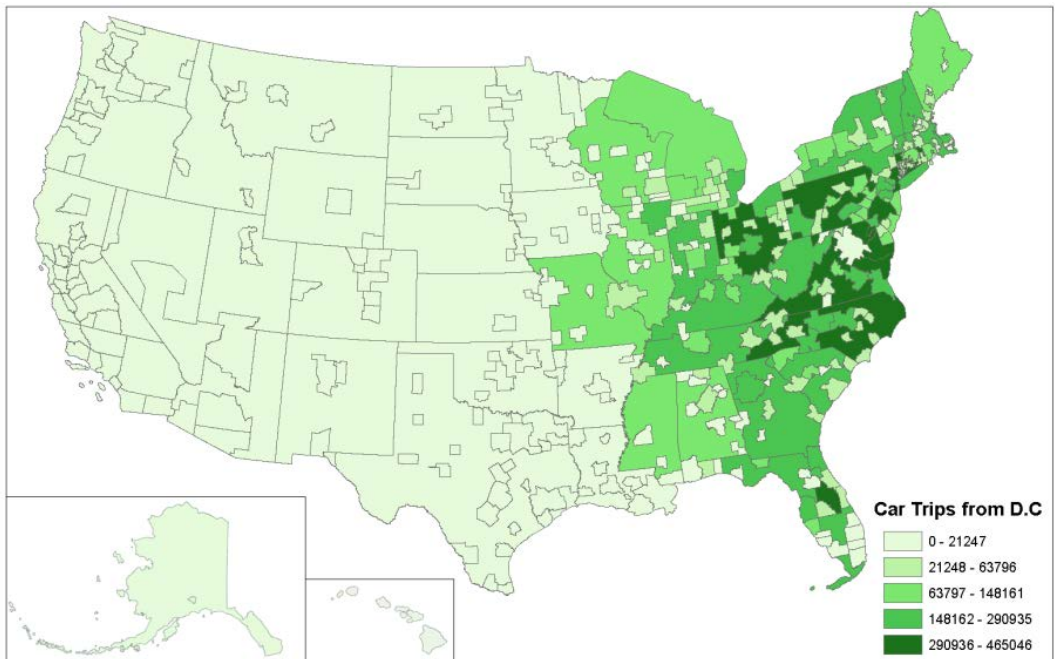 Car Trips from D.C
0 - 21247
21248 - 63796
63797 - 148161
148162 - 290935
290936 - 465046